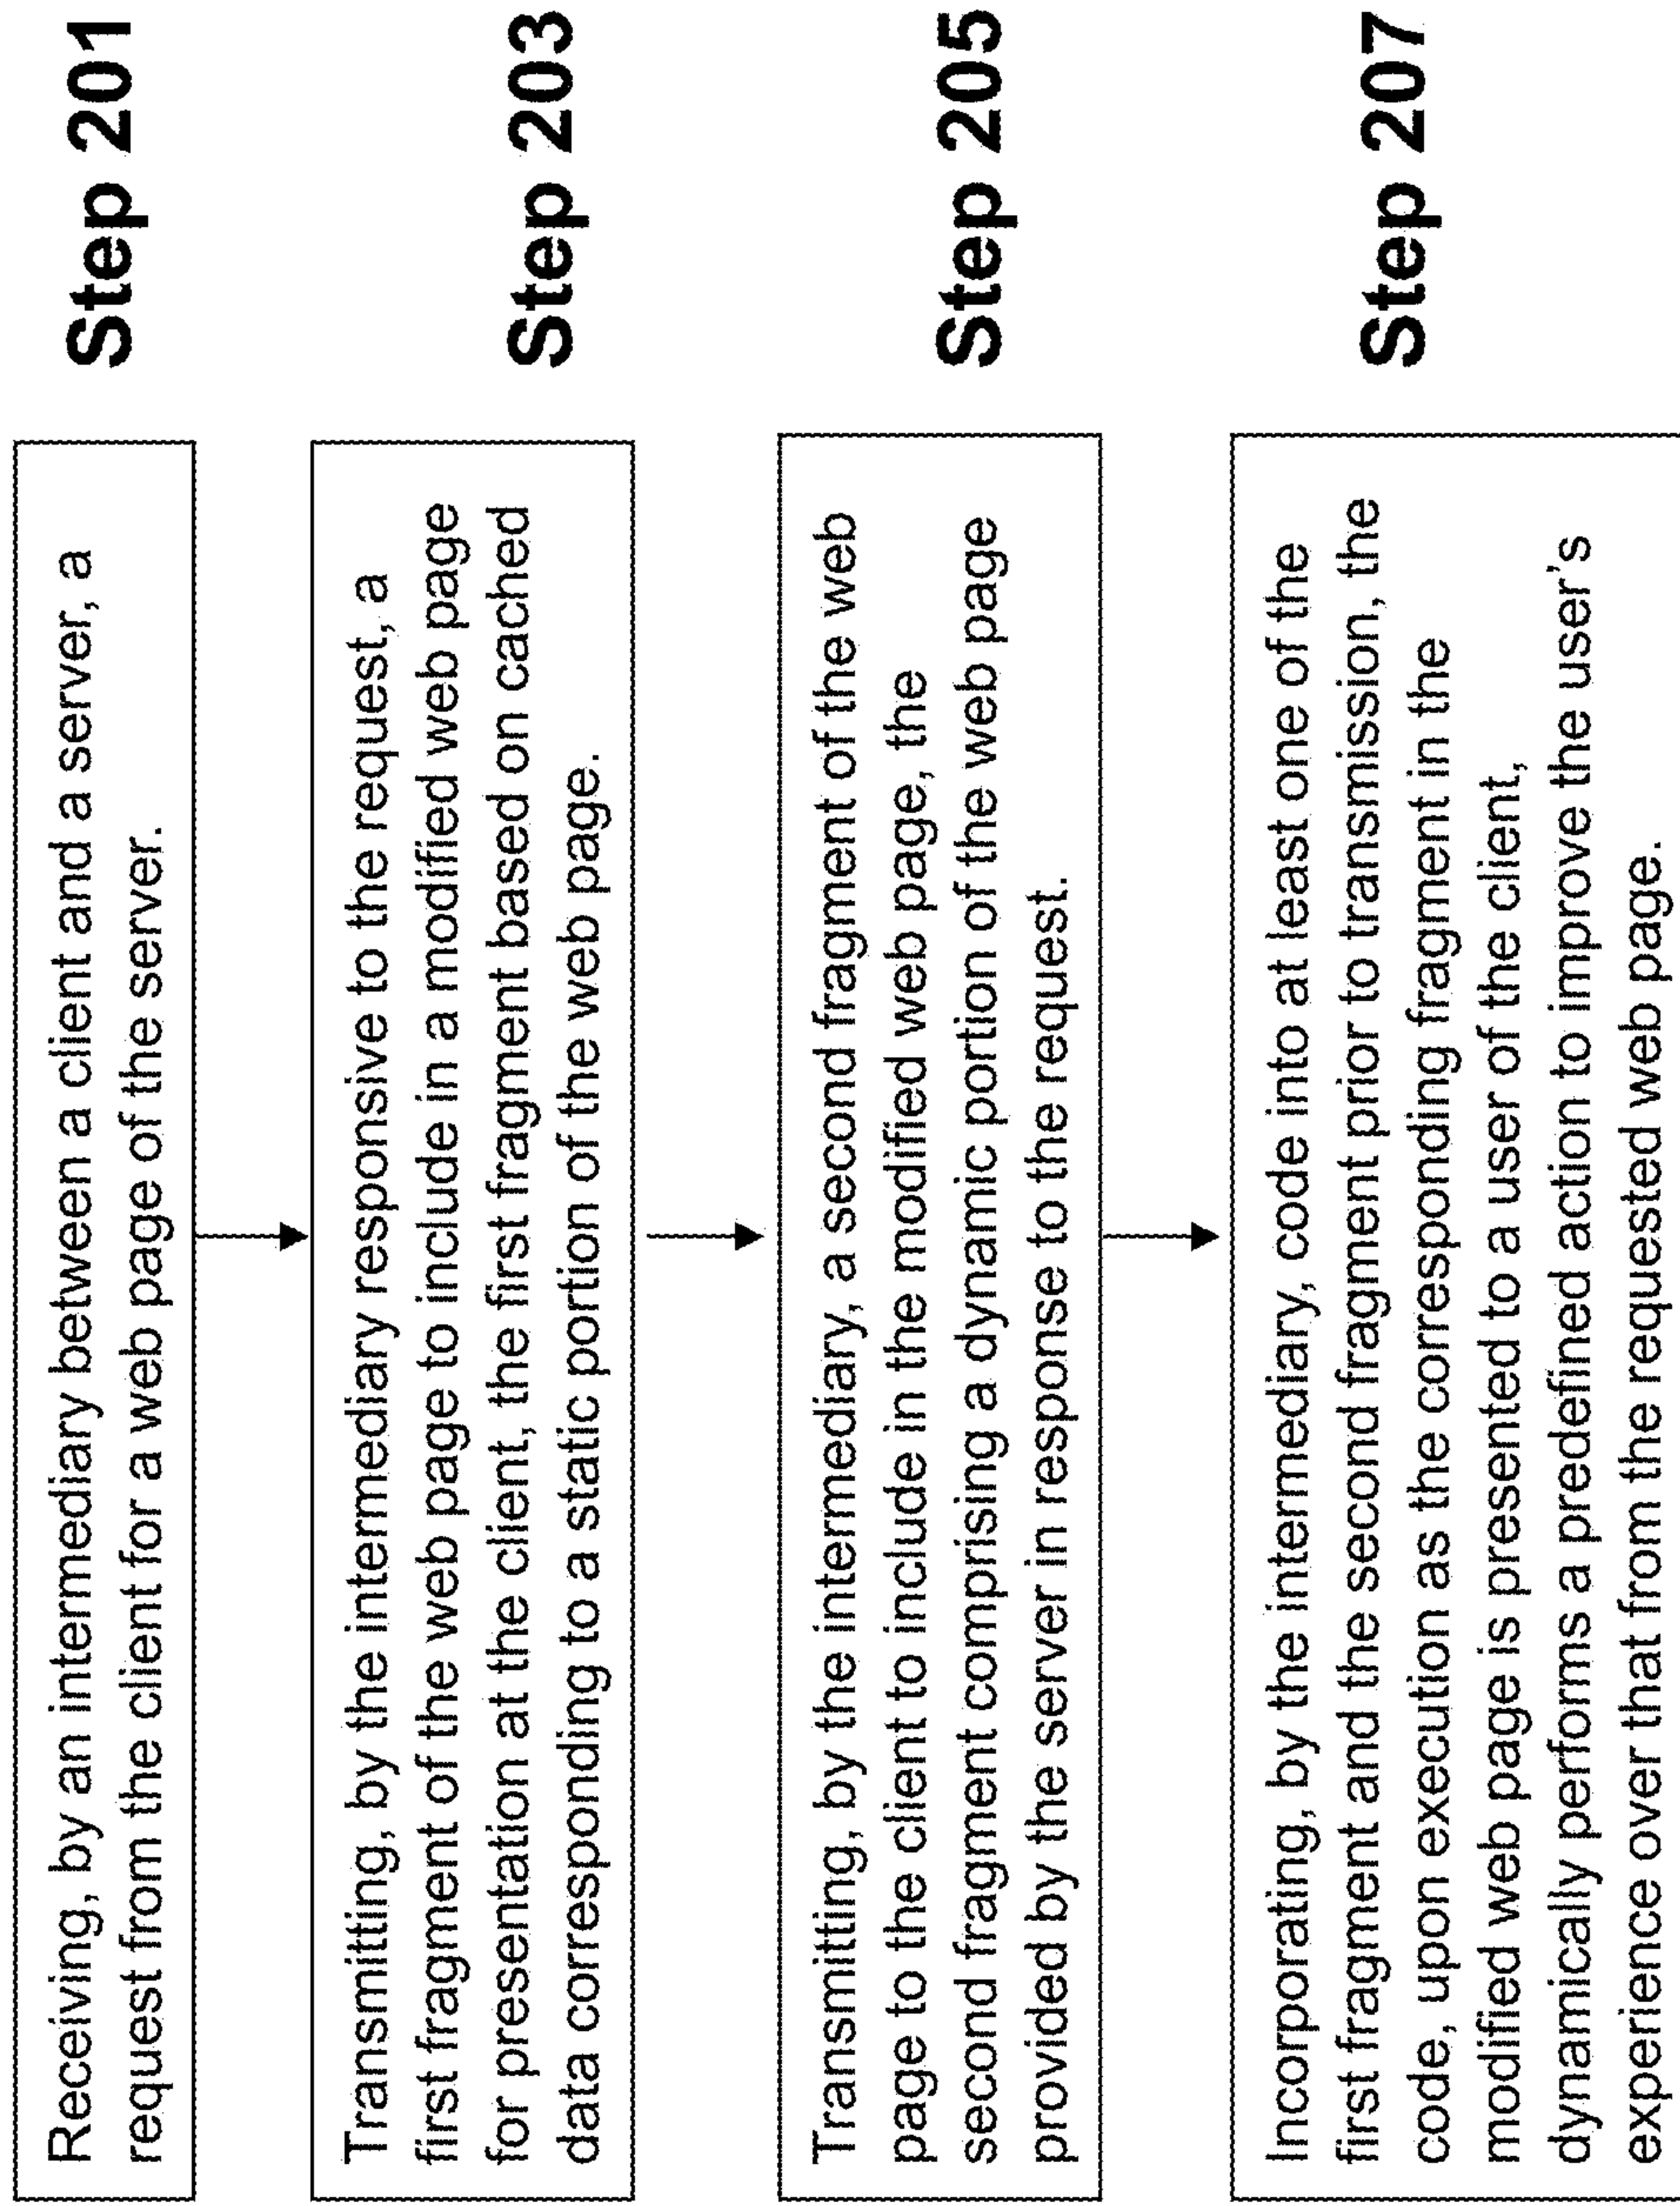 Receiving, by an intermediary between a client and a server, a
request from the client for a web page of the server.
Step 201
Transmitting, by the intermediary responsive to the request, a
first fragment of the web page to include in a modified web page
for presentation at the client, the first fragment based on cached
data corresponding to a static portion of the web page.
Step 203
Transmitting, by the intermediary, a second fragment of the web
page to the client to include in the modified web page, the
second fragment comprising a dynamic portion of the web page
provided by the server in response to the request.
Step 205
Incorporating, by the intermediary, code into at least one of the
first fragment and the second fragment prior to transmission, the
code, upon execution as the corresponding fragment in the
modified web page is presented to a user of the client,
dynamically performs a predefined action to improve the user's
experience over that from the requested web page.
Step 207